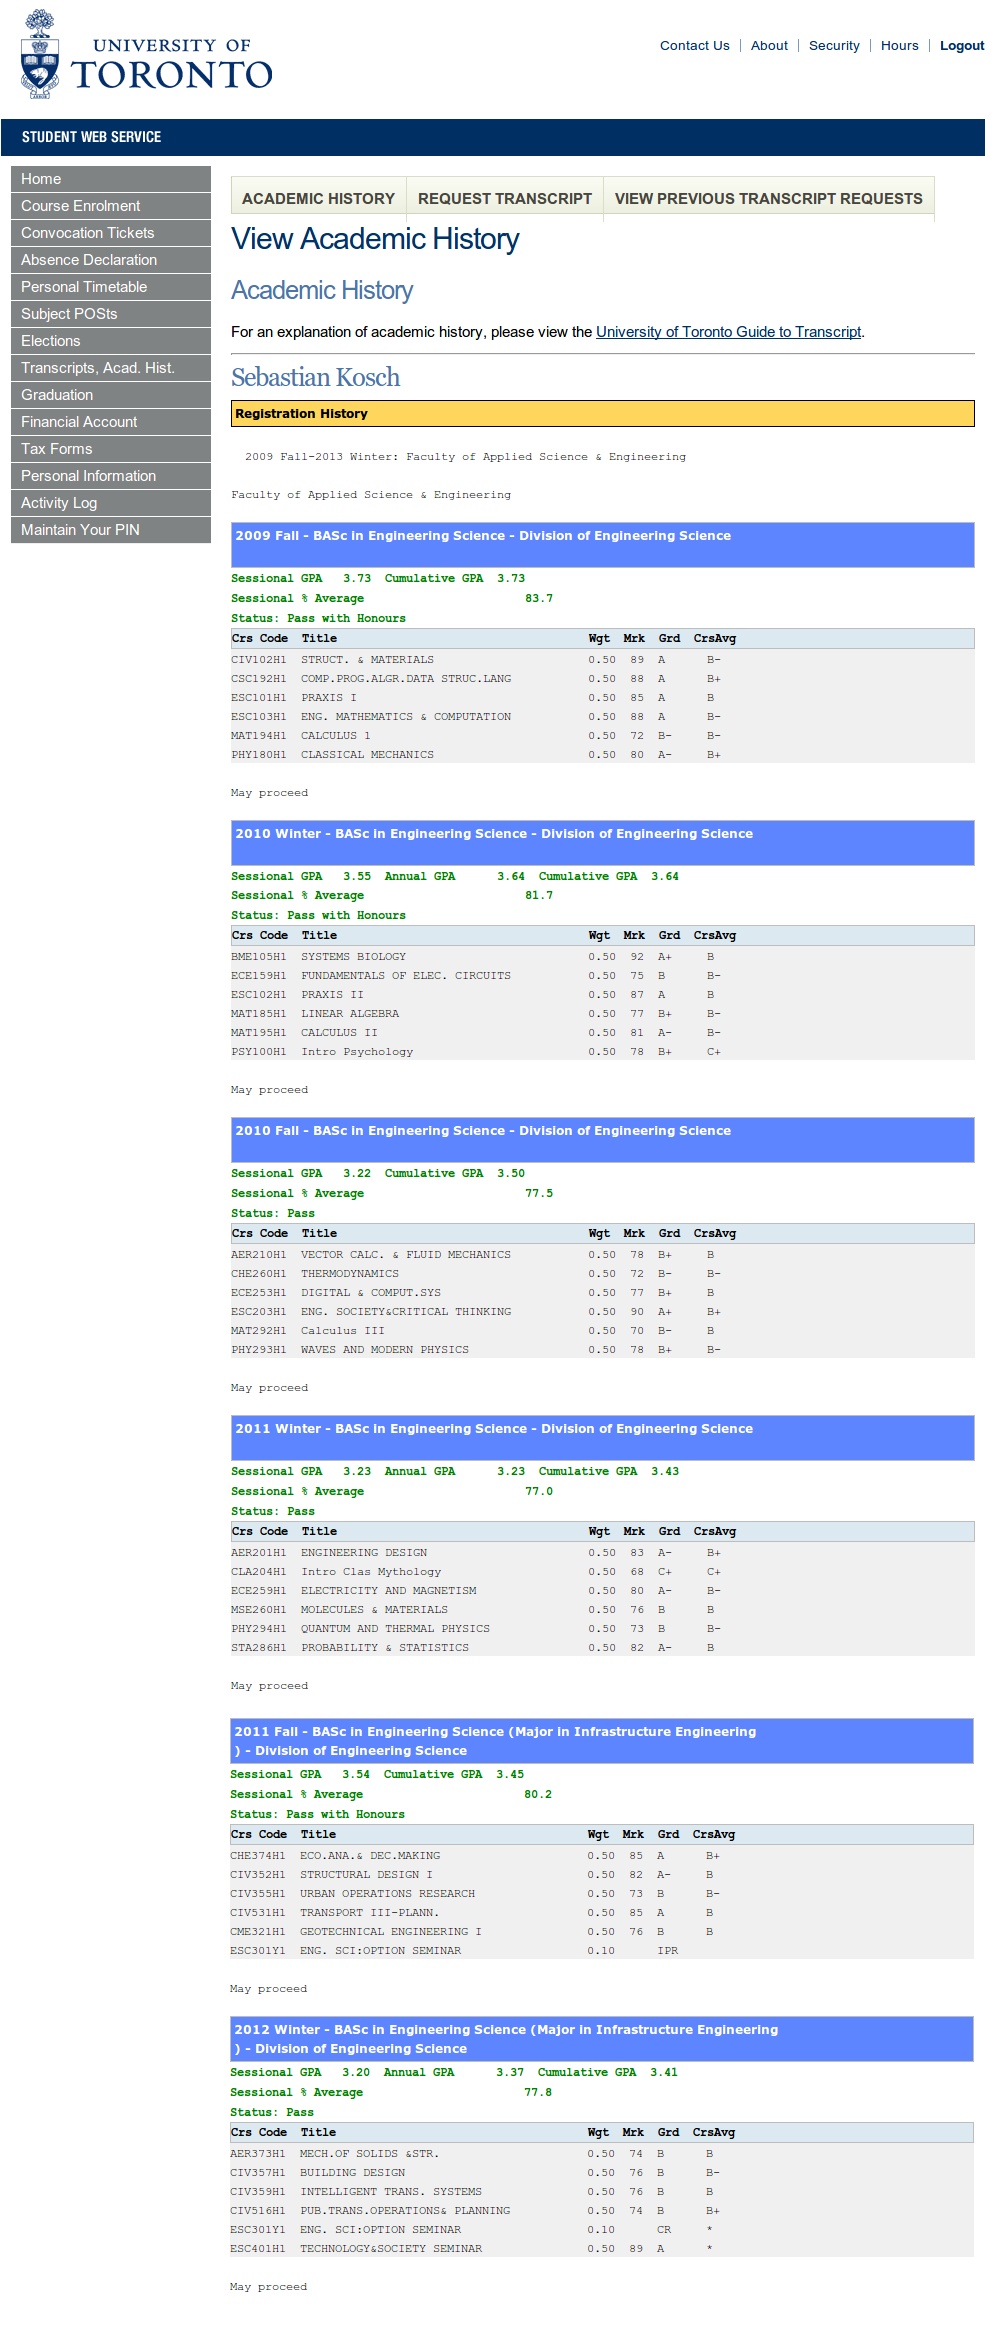 UNIVERSITY OF
TORONTO
Contact Us | About | Security | Hours | Logout
STUDENT WEB SERVICE
Home
Course Enrolment
Convocation Tickets
Absence Declaration
Personal Timetable
Subject POSts
Elections
Transcripts, Acad. Hist.
Graduation
Financial Account
Tax Forms
Personal Information
Activity Log
Maintain Your PIN
ACADEMIC HISTORY REQUEST TRANSCRIPT VIEW PREVIOUS TRANSCRIPT REQUESTS
View Academic History
Academic History
For an explanation of academic history, please view the University of Toronto Guide to Transcript.
Sebastian Kosch
Registration History
2009 Fall-2013 Winter: Faculty of Applied Science & Engineering
Faculty of Applied Science & Engineering
2009 Fall - BASc in Engineering Science - Division of Engineering Science
Sessional GPA 3.73 Cumulative GPA 3.73
Sessional % Average 83.7
Status: Pass with Honours
Crs Code Title Wgt Mrk Grd CrsAvg
CIV102H1 STRUCT. & MATERIALS 0.50 89 A B-
CSC192H1 COMP.PROG.ALGR.DATA STRUC.LANG 0.50 88 A B+
ESC101H1 PRAXIS I 0.50 85 A B
ESC103H1 ENG. MATHEMATICS & COMPUTATION 0.50 88 A B-
MAT194H1 CALCULUS 1 0.50 72 B- B-
PHY180H1 CLASSICAL MECHANICS 0.50 80 A- B+
May proceed
2010 Winter - BASc in Engineering Science - Division of Engineering Science
Sessional GPA 3.55 Annual GPA 3.64 Cumulative GPA 3.64
Sessional % Average 81.7
Status: Pass with Honours
Crs Code Title Wgt Mrk Grd CrsAvg
BME105H1 SYSTEMS BIOLOGY 0.50 92 A+ B
ECE159H1 FUNDAMENTALS OF ELEC. CIRCUITS 0.50 75 B B-
ESC102H1 PRAXIS II 0.50 87 A B
MAT185H1 LINEAR ALGEBRA 0.50 77 B+ B-
MAT195H1 CALCULUS II 0.50 81 A- B-
PSY100H1 Intro Psychology 0.50 78 B+ C+
May proceed
2010 Fall - BASc in Engineering Science - Division of Engineering Science
Sessional GPA 3.22 Cumulative GPA 3.50
Sessional % Average 77.5
Status: Pass
Crs Code Title Wgt Mrk Grd CrsAvg
AER210H1 VECTOR CALC. & FLUID MECHANICS 0.50 78 B+ B
CHE260H1 THERMODYNAMICS 0.50 72 B- B-
ECE253H1 DIGITAL & COMPUT.SYS 0.50 77 B+ B
ESC203H1 ENG. SOCIETY&CRITICAL THINKING 0.50 90 A+ B+
MAT292H1 Calculus III 0.50 70 B- B
PHY293H1 WAVES AND MODERN PHYSICS 0.50 78 B+ B-
May proceed
2011 Winter - BASc in Engineering Science - Division of Engineering Science
Sessional GPA 3.23 Annual GPA 3.23 Cumulative GPA 3.43
Sessional % Average 77.0
Status: Pass
Crs Code Title Wgt Mrk Grd CrsAvg
AER201H1 ENGINEERING DESIGN 0.50 83 A- B+
CLA204H1 Intro Clas Mythology 0.50 68 C+ C+
ECE259H1 ELECTRICITY AND MAGNETISM 0.50 80 A- B-
MSE260H1 MOLECULES & MATERIALS 0.50 76 B B
PHY294H1 QUANTUM AND THERMAL PHYSICS 0.50 73 B B-
STA286H1 PROBABILITY & STATISTICS 0.50 82 A- B
May proceed
2011 Fall - BASc in Engineering Science (Major in Infrastructure Engineering
) - Division of Engineering Science
Sessional GPA 3.54 Cumulative GPA 3.45
Sessional % Average 80.2
Status: Pass with Honours
Crs Code Title Wgt Mrk Grd CrsAvg
CHE374H1 ECO.ANA.& DEC.MAKING 0.50 85 A B+
CIV352H1 STRUCTURAL DESIGN I 0.50 82 A- B
CIV355H1 URBAN OPERATIONS RESEARCH 0.50 73 B B-
CIV531H1 TRANSPORT III-PLANN. 0.50 85 A B
CME321H1 GEOTECHNICAL ENGINEERING I 0.50 76 B B
ESC301Y1 ENG. SCI:OPTION SEMINAR 0.10 IPR
May proceed
2012 Winter - BASc in Engineering Science (Major in Infrastructure Engineering
) - Division of Engineering Science
Sessional GPA 3.20 Annual GPA 3.37 Cumulative GPA 3.41
Sessional % Average 77.8
Status: Pass
Crs Code Title Wgt Mrk Grd CrsAvg
AER373H1 MECH.OF SOLIDS &STR. 0.50 74 B B
CIV357H1 BUILDING DESIGN 0.50 76 B B-
CIV359H1 INTELLIGENT TRANS. SYSTEMS 0.50 76 B B
CIV516H1 PUB.TRANS.OPERATIONS& PLANNING 0.50 74 B B+
ESC301Y1 ENG. SCI:OPTION SEMINAR 0.10 CR *
ESC401H1 TECHNOLOGY&SOCIETY SEMINAR 0.50 89 A *
May proceed